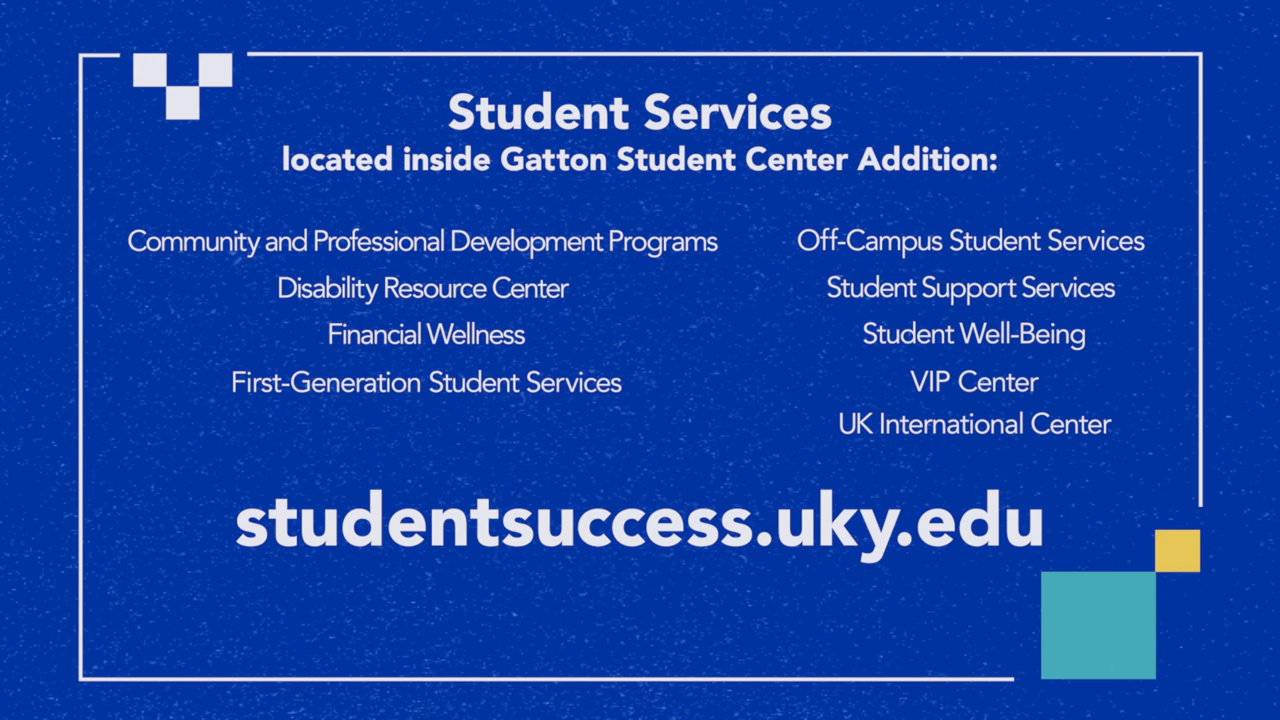 Student Services
located inside Gatton Student Center Addition:
Community and Professional Development Programs
Disability Resource Center
Financial Wellness
First-Generation Student Services
Off-Campus Student Services
Student Support Services
Student Well-Being
VIP Center
UK International Center
studentsuccess.uky.edu